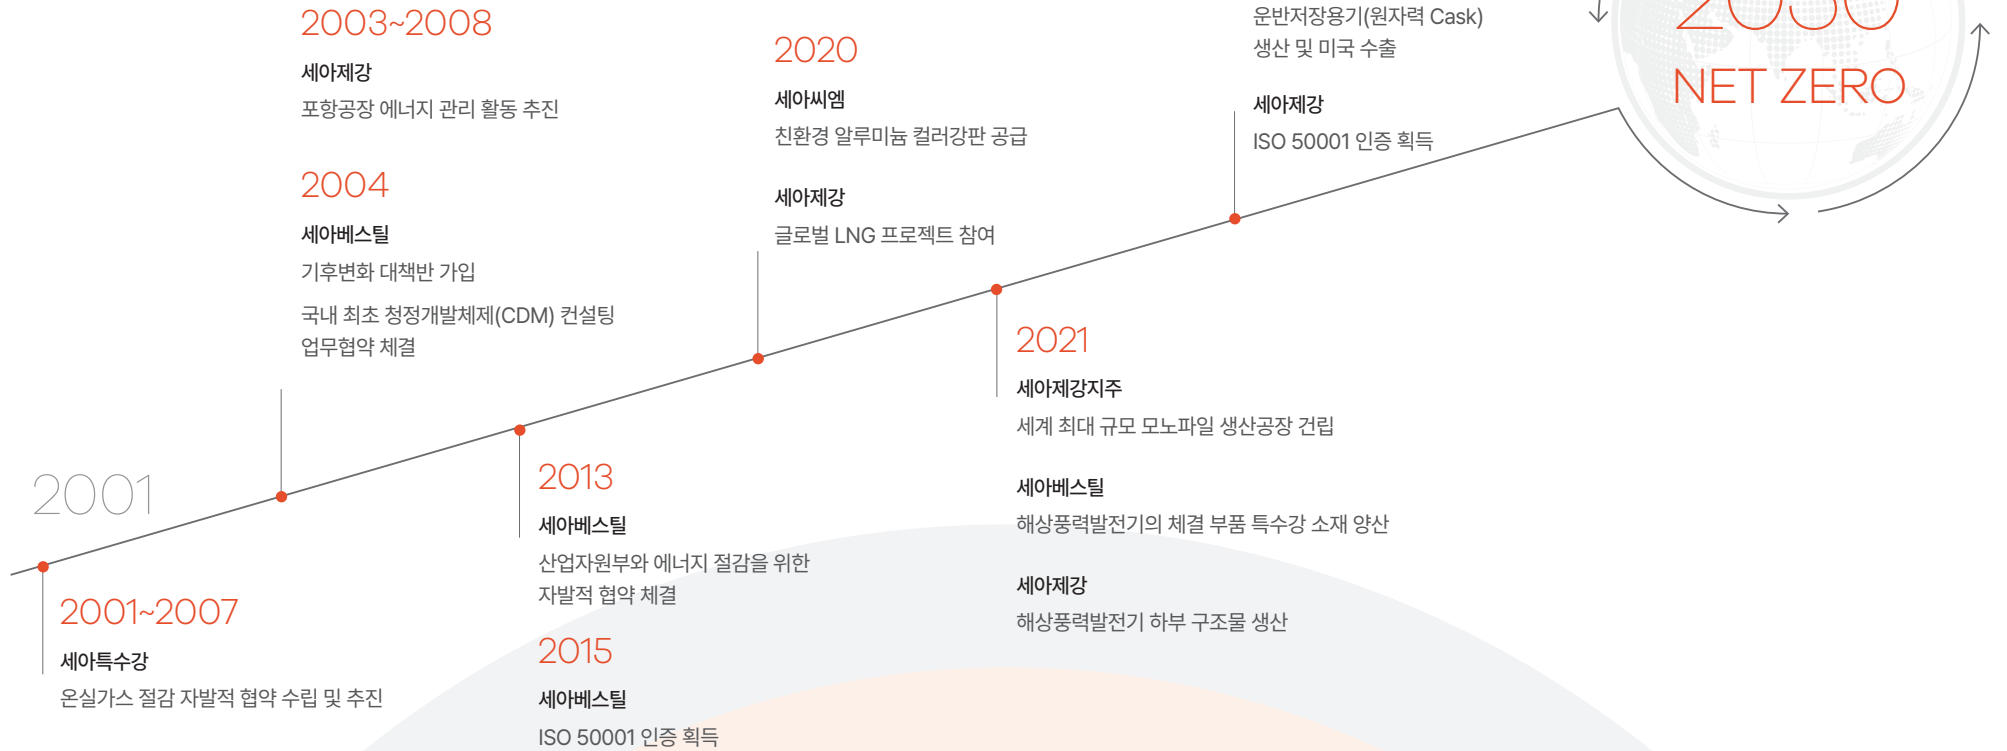 2003~2008
세아제강
포항공장 에너지 관리 활동 추진
2004
세아베스틸
기후변화 대책반 가입
국내 최초 청정개발체제(CDM) 컨설팅
업무협약 체결
2020
세아씨엠
친환경 알루미늄 컬러강판 공급
세아제강
글로벌 LNG 프로젝트 참여
운반저장용기(원자력 Cask)
생산 및 미국 수출
세아제강
ISO 50001 인증 획득
2050
NET ZERO
2001
2001~2007
세아특수강
온실가스 절감 자발적 협약 수립 및 추진
2013
세아베스틸
산업자원부와 에너지 절감을 위한
자발적 협약 체결
2015
세아베스틸
ISO 50001 인증 획득
2021
세아제강지주
세계 최대 규모 모노파일 생산공장 건립
세아베스틸
해상풍력발전기의 체결 부품 특수강 소재 양산
세아제강
해상풍력발전기 하부 구조물 생산